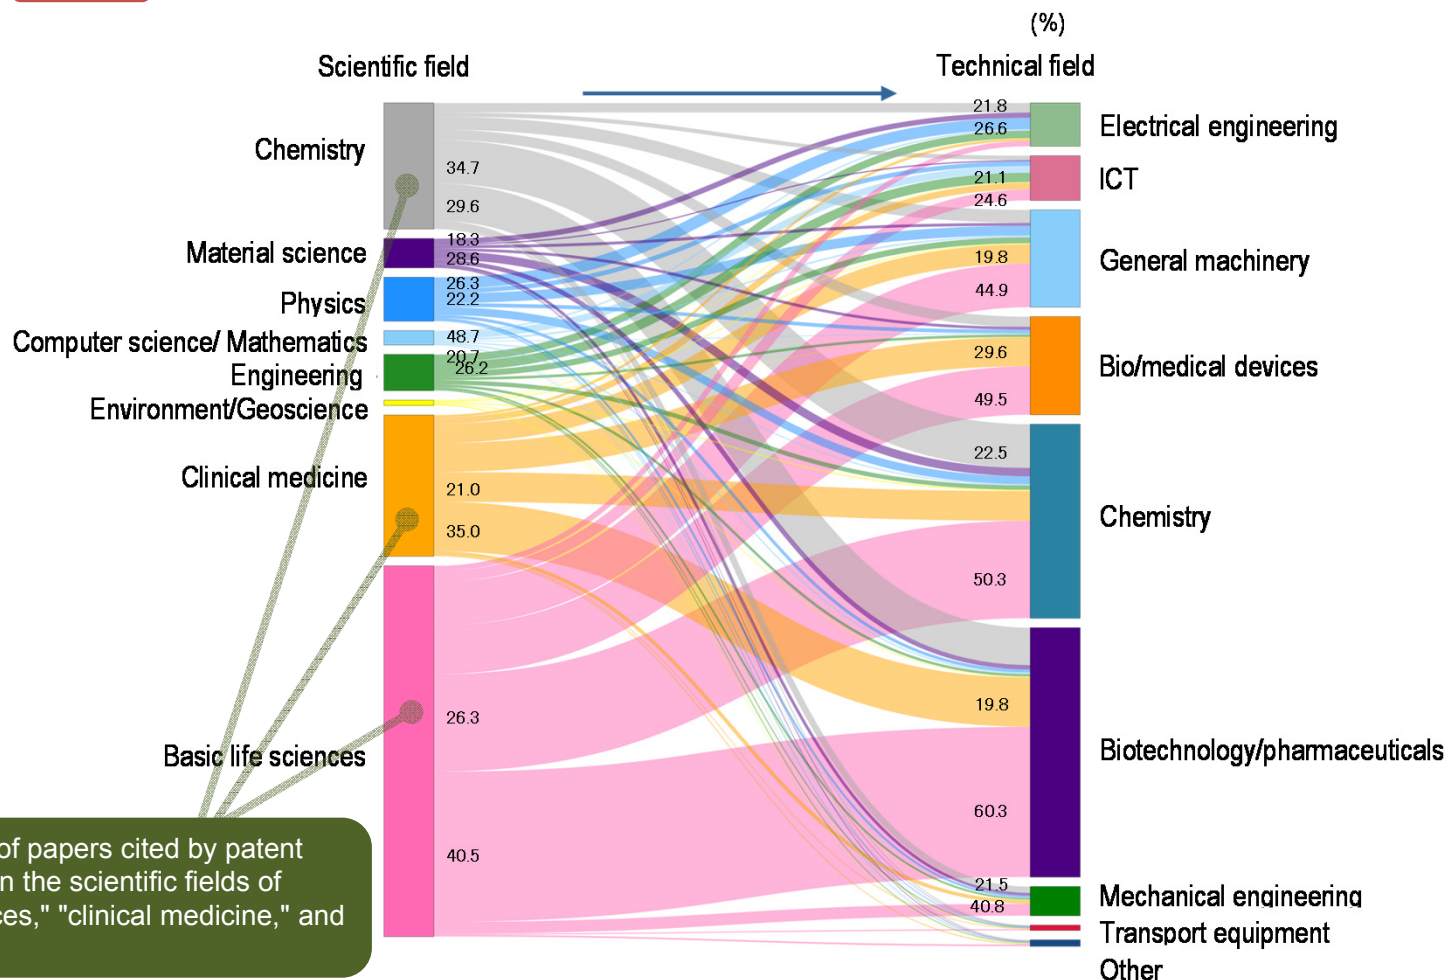 (%)
Scientific field
Technical field
Chemistry
34.7
29.6
Material science
18.3
28.6
Physics
26.3
22.2
Computer science/ Mathematics
48.7
Engineering
20.7
26.2
Environment/Geoscience
Clinical medicine
21.0
35.0
Basic life sciences
26.3
40.5
21.8
26.6
Electrical engineering
21.1
24.6
ICT
19.8
44.9
General machinery
29.6
49.5
Bio/medical devices
22.5
50.3
Chemistry
19.8
60.3
Biotechnology/pharmaceuticals
21.5
40.8
Mechanical engineering
Transport equipment
Other
of papers cited by patent
n the scientific fields of
ces," "clinical medicine," and